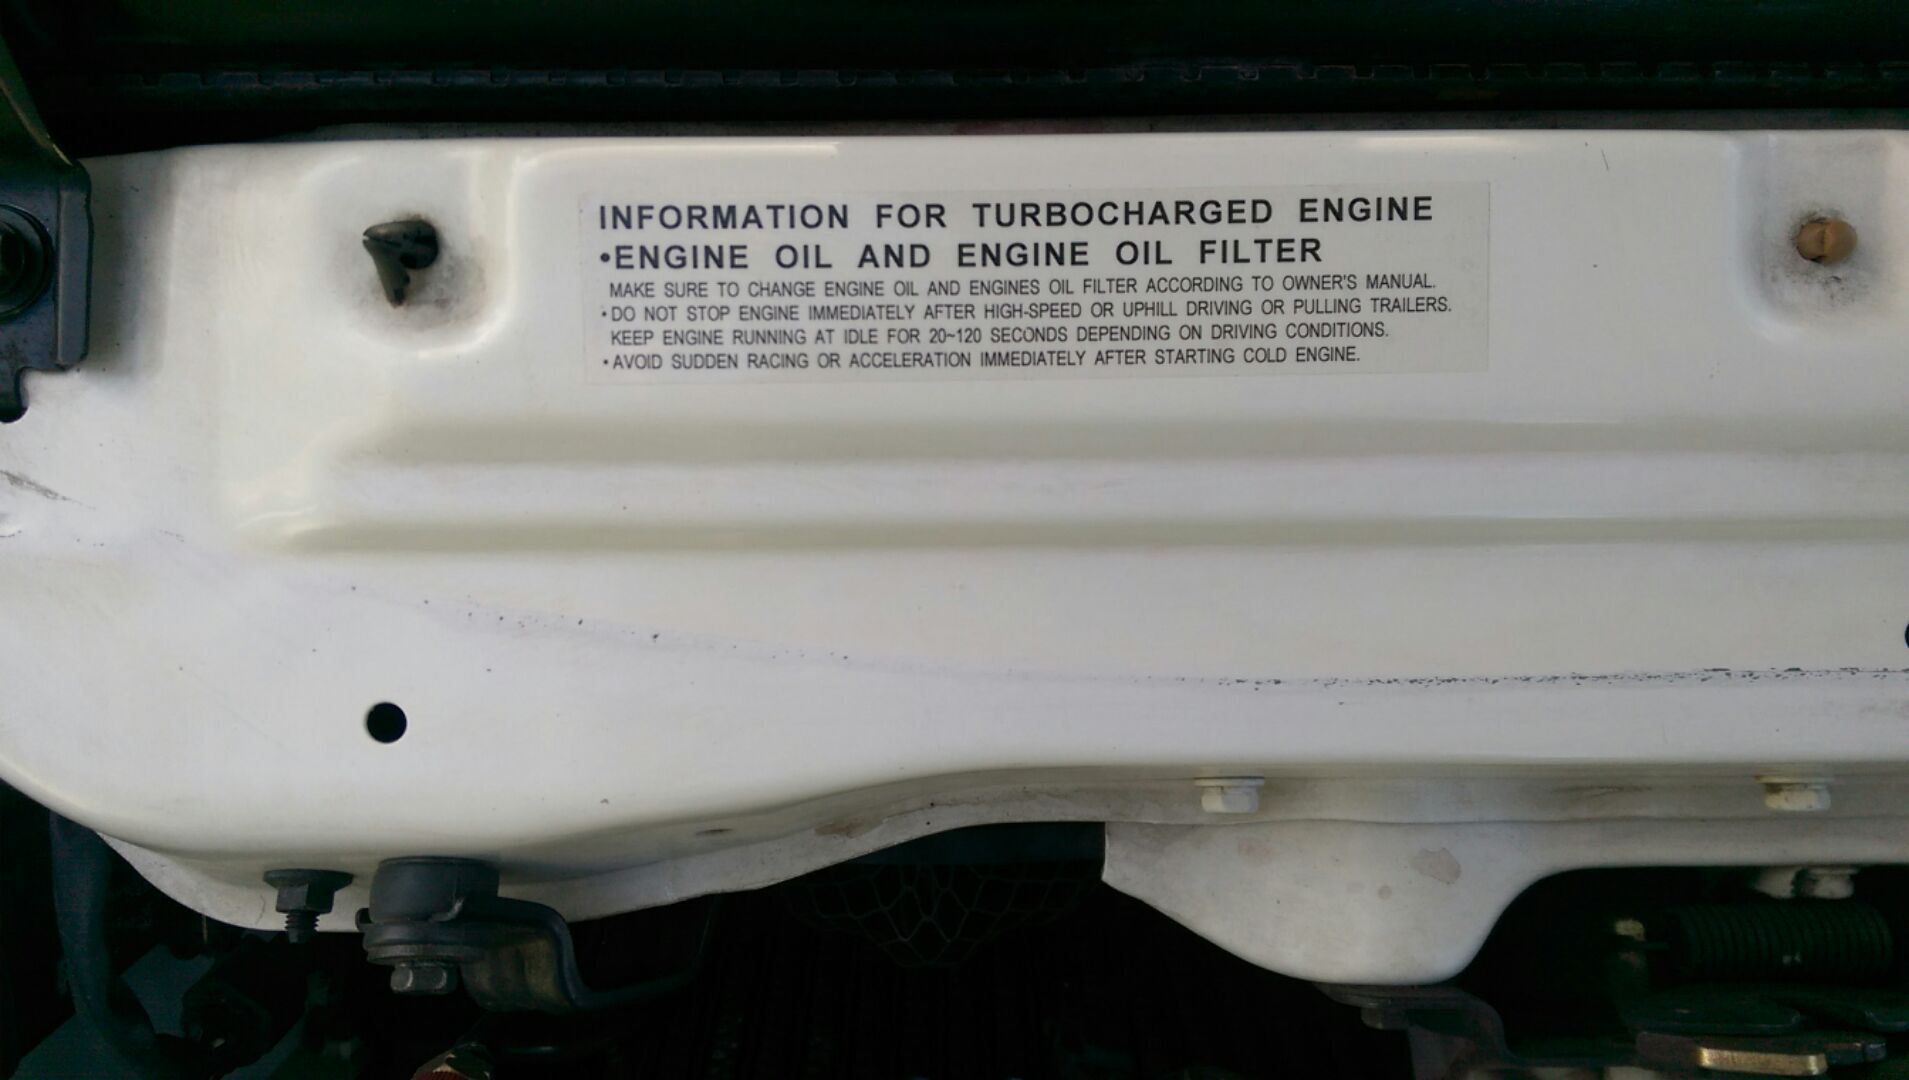 INFORMATION FOR TURBOCHARGED ENGINE
•ENGINE OIL AND ENGINE OIL FILTER
MAKE SURE TO CHANGE ENGINE OIL AND ENGINES OIL FILTER ACCORDING TO OWNER'S MANUAL.
•DO NOT STOP ENGINE IMMEDIATELY AFTER HIGH-SPEED OR UPHILL DRIVING OR PULLING TRAILERS.
KEEP ENGINE RUNNING AT IDLE FOR 20~120 SECONDS DEPENDING ON DRIVING CONDITIONS.
•AVOID SUDDEN RACING OR ACCELERATION IMMEDIATELY AFTER STARTING COLD ENGINE.